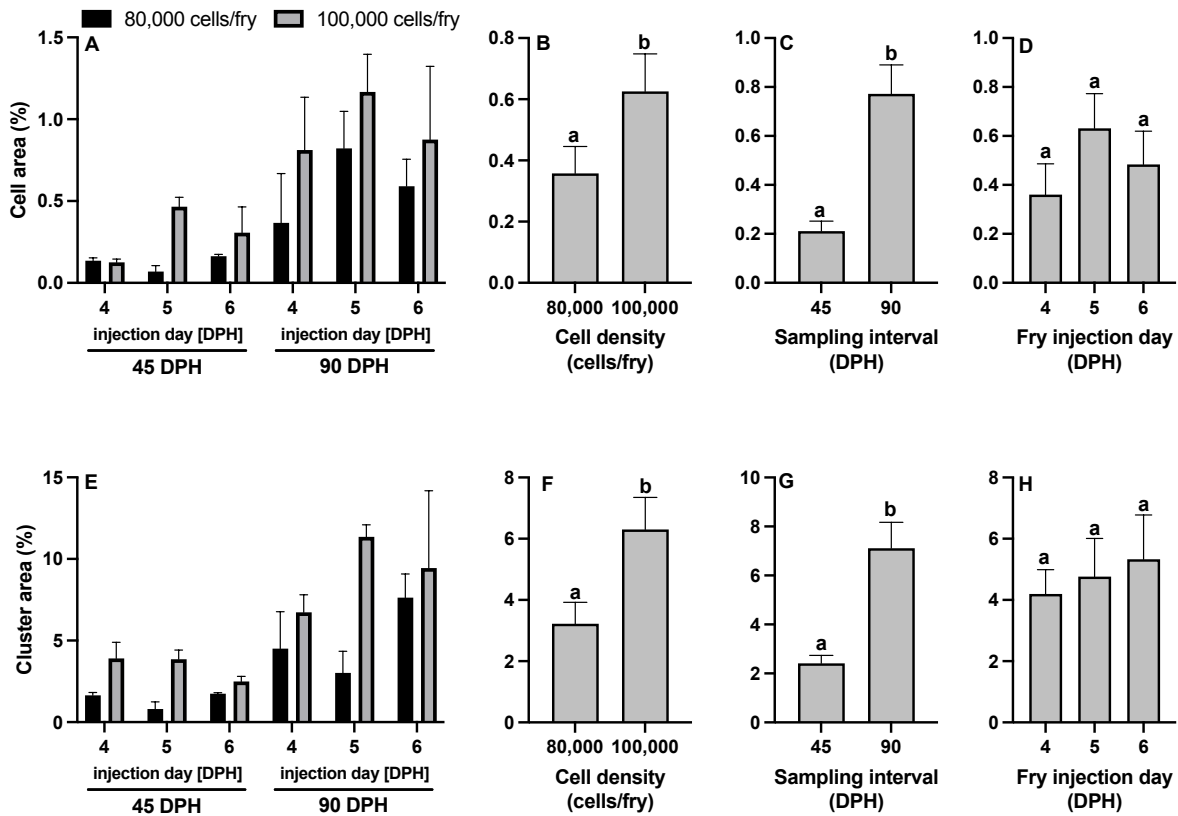 80,000 cells/fry 100,000 cells/fry
A
Cell area (%)
1.5
1.0
0.5
0.0
4 5 6 4 5 6
injection day [DPH] injection day [DPH]
45 DPH 90 DPH
B
0.8
0.6
0.4
0.2
0.0
a b
80,000 100,000
Cell density
(cells/fry)
C
1.0
0.8
0.6
0.4
0.2
0.0
a b
45 90
Sampling interval
(DPH)
D
1.0
0.8
0.6
0.4
0.2
0.0
a a a
4 5 6
Fry injection day
(DPH)
E
Cluster area (%)
15
10
5
0
4 5 6 4 5 6
injection day [DPH] injection day [DPH]
45 DPH 90 DPH
F
8
6
4
2
0
a b
80,000 100,000
Cell density
(cells/fry)
G
10
8
6
4
2
0
a b
45 90
Sampling interval
(DPH)
H
8
6
4
2
0
a a a
4 5 6
Fry injection day
(DPH)